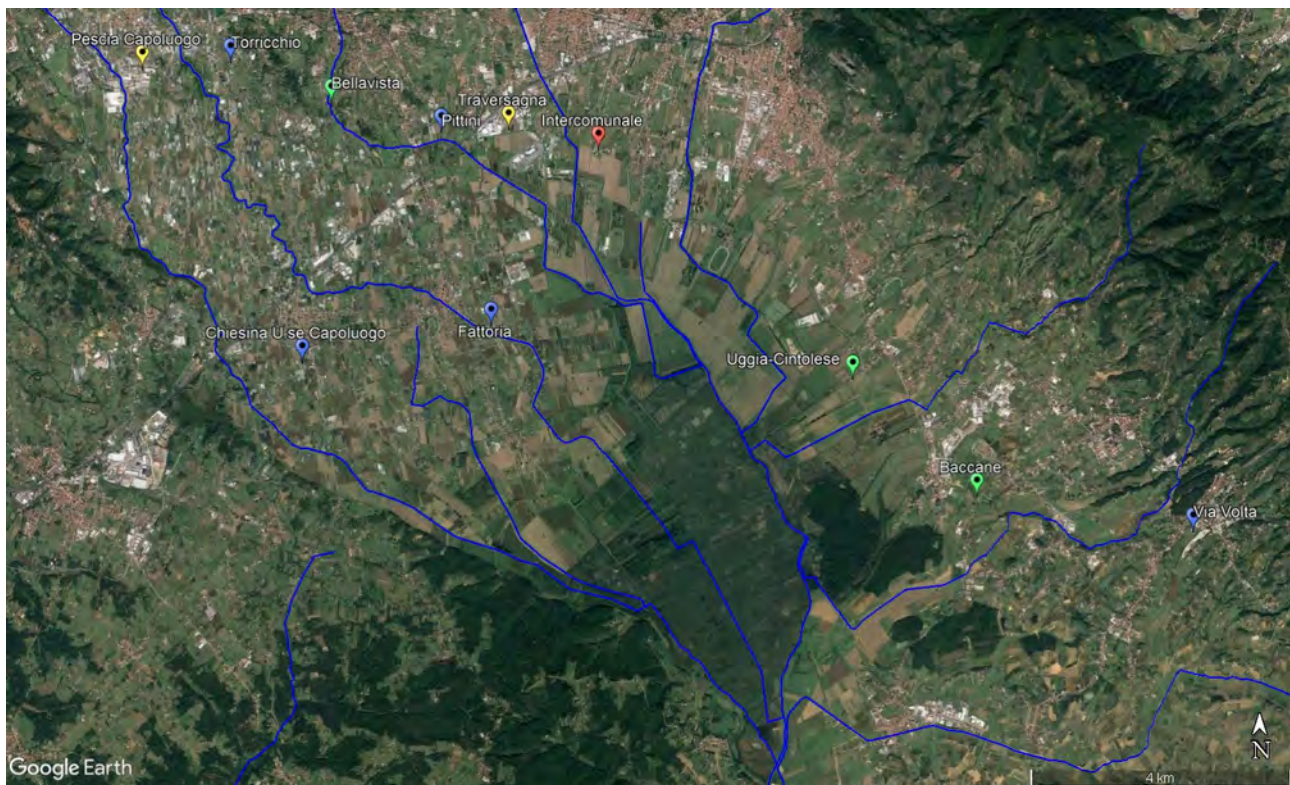 Pescia Capoluogo
Torricchio
Bellavista
Traversagna
Pittini
Intercomunale
Chiesina U.se Capoluogo
Fattoria
Uggia-Cintolese
Baccane
Via Volta
N
Google Earth
4 km